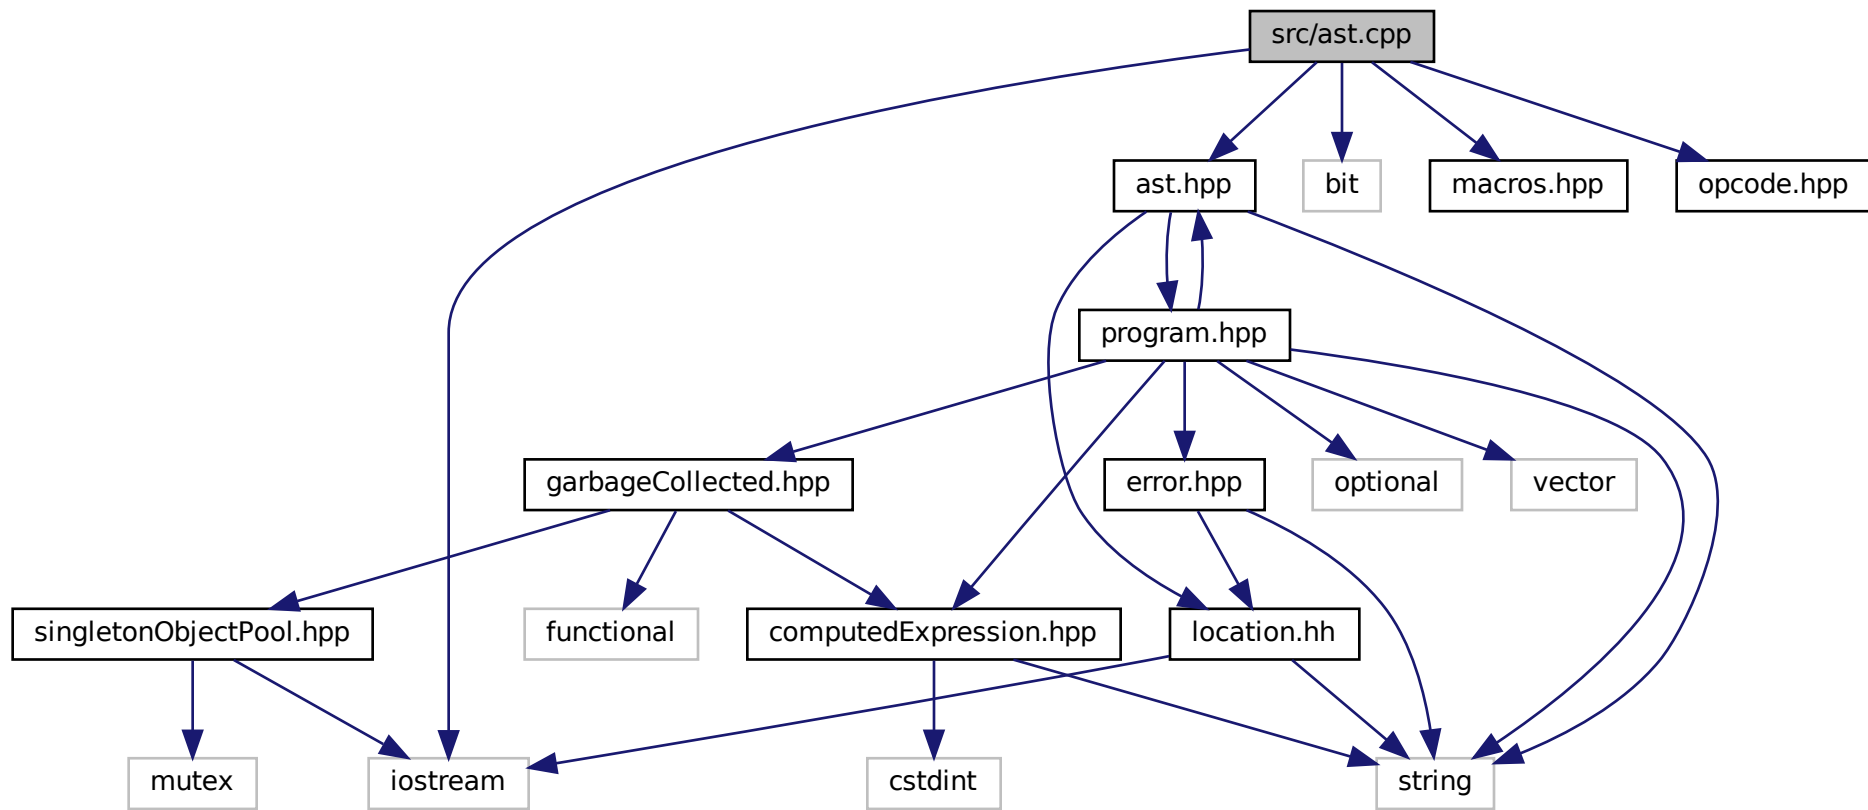 src/ast.cpp
ast.hpp
bit
macros.hpp
opcode.hpp
program.hpp
garbageCollected.hpp
error.hpp
optional
vector
singletonObjectPool.hpp
functional
computedExpression.hpp
location.hh
mutex
iostream
cstdint
string